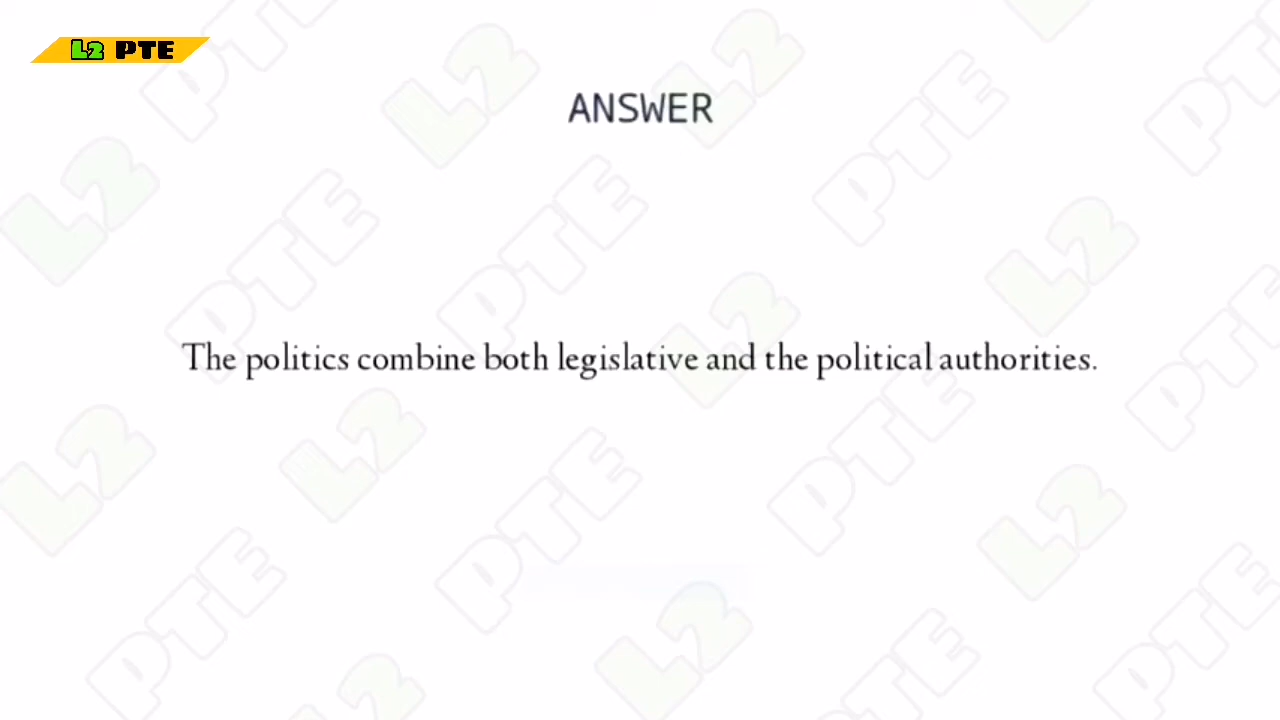 L2 PTE
ANSWER
The politics combine both legislative and the political authorities.